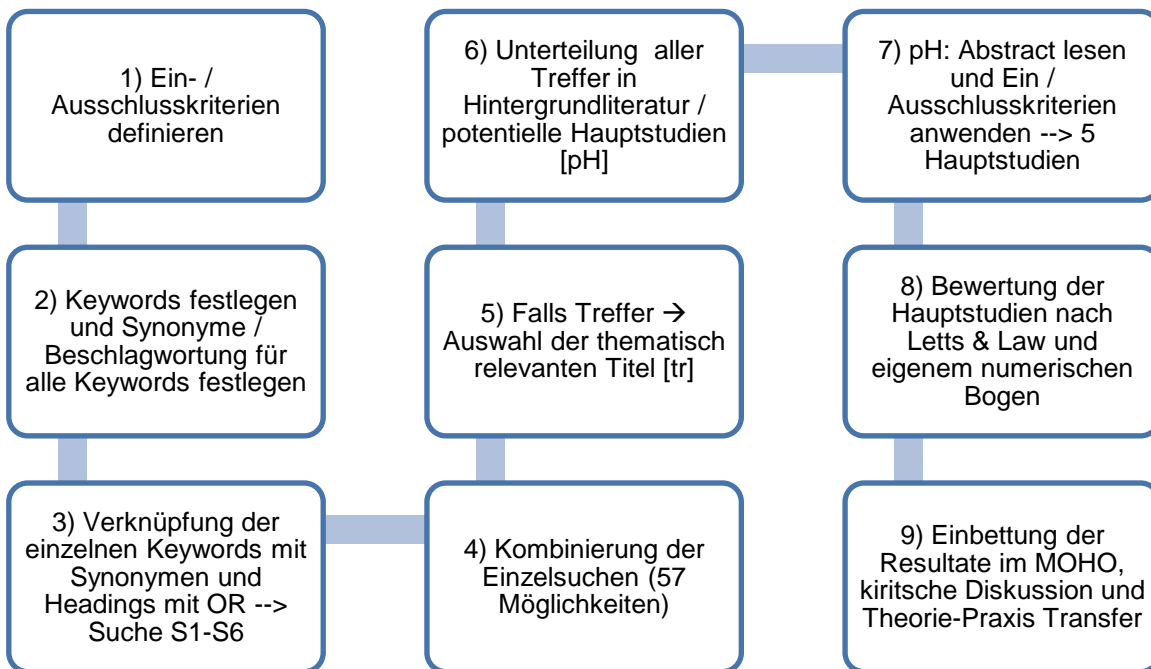 1) Ein- /
Ausschlusskriterien
definieren
2) Keywords festlegen
und Synonyme /
Beschlagwortung für
alle Keywords festlegen
3) Verknüpfung der
einzelnen Keywords mit
Synonymen und
Headings mit OR -->
Suche S1-S6
4) Kombinierung der
Einzelsuchen (57
Möglichkeiten)
5) Falls Treffer →
Auswahl der thematisch
relevanten Titel [tr]
6) Unterteilung aller
Treffer in
Hintergrundliteratur /
potentielle Hauptstudien
[pH]
7) pH: Abstract lesen
und Ein /
Ausschlusskriterien
anwenden --> 5
Hauptstudien
8) Bewertung der
Hauptstudien nach
Letts & Law und
eigenem numerischen
Bogen
9) Einbettung der
Resultate im MOHO,
kiritsche Diskussion und
Theorie-Praxis Transfer